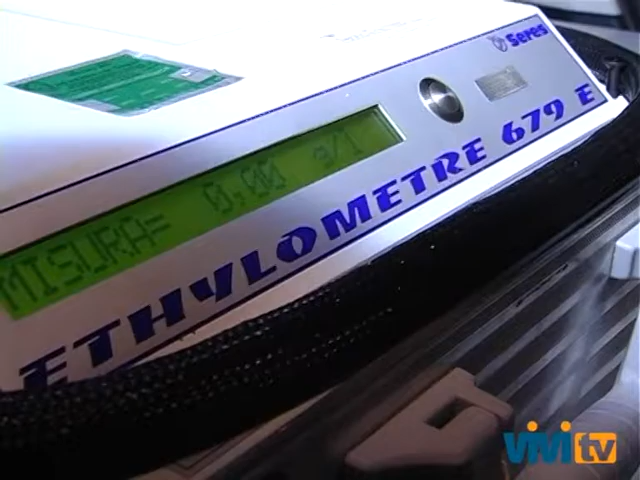 Seres
MISURA= 0,00 g/l
ETHYLOMETRE 679 E
ViVi tv